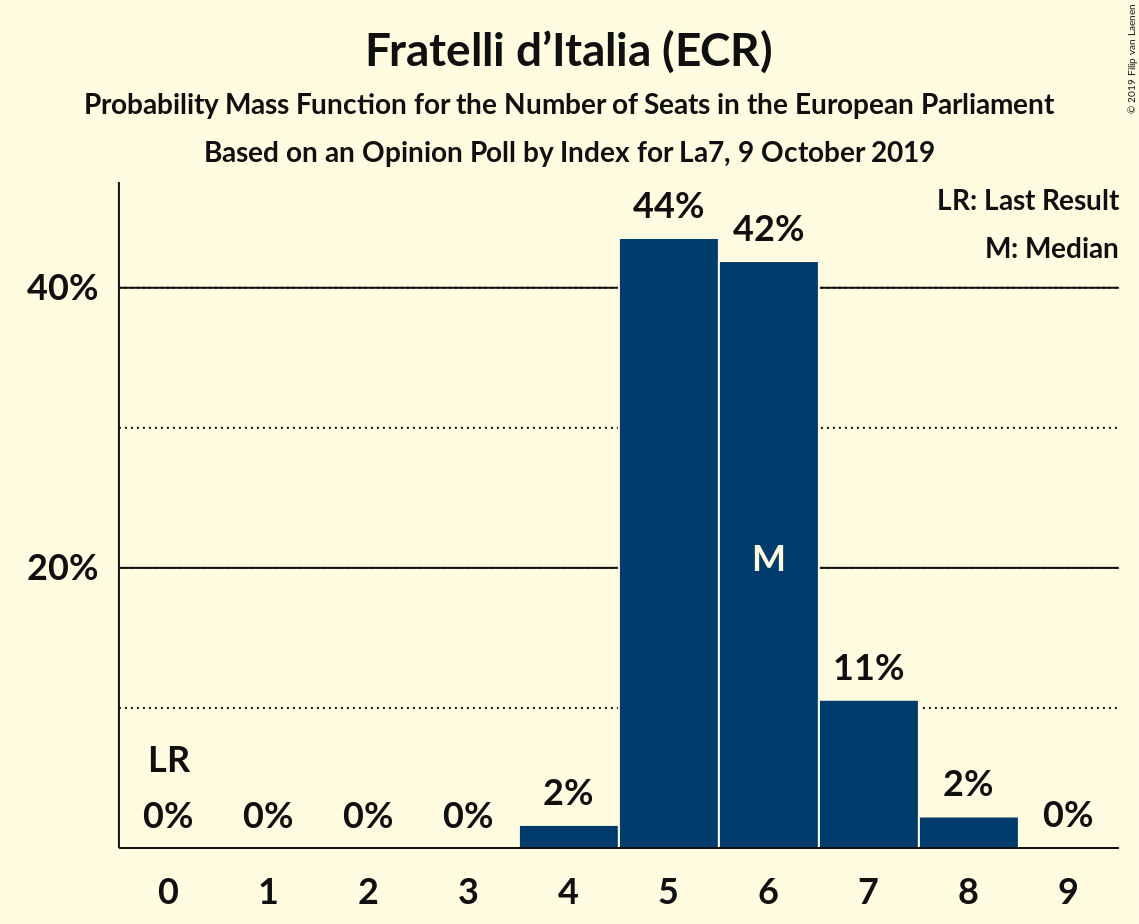 Fratelli d’Italia (ECR)
Probability Mass Function for the Number of Seats in the European Parliament
Based on an Opinion Poll by Index for La7, 9 October 2019
© 2019 Filip van Laenen
LR: Last Result
M: Median
44%
42%
40%
M
20%
11%
LR
2%
2%
0%
0%
0%
0%
0%
0 1 2 3 4 5 6 7 8 9